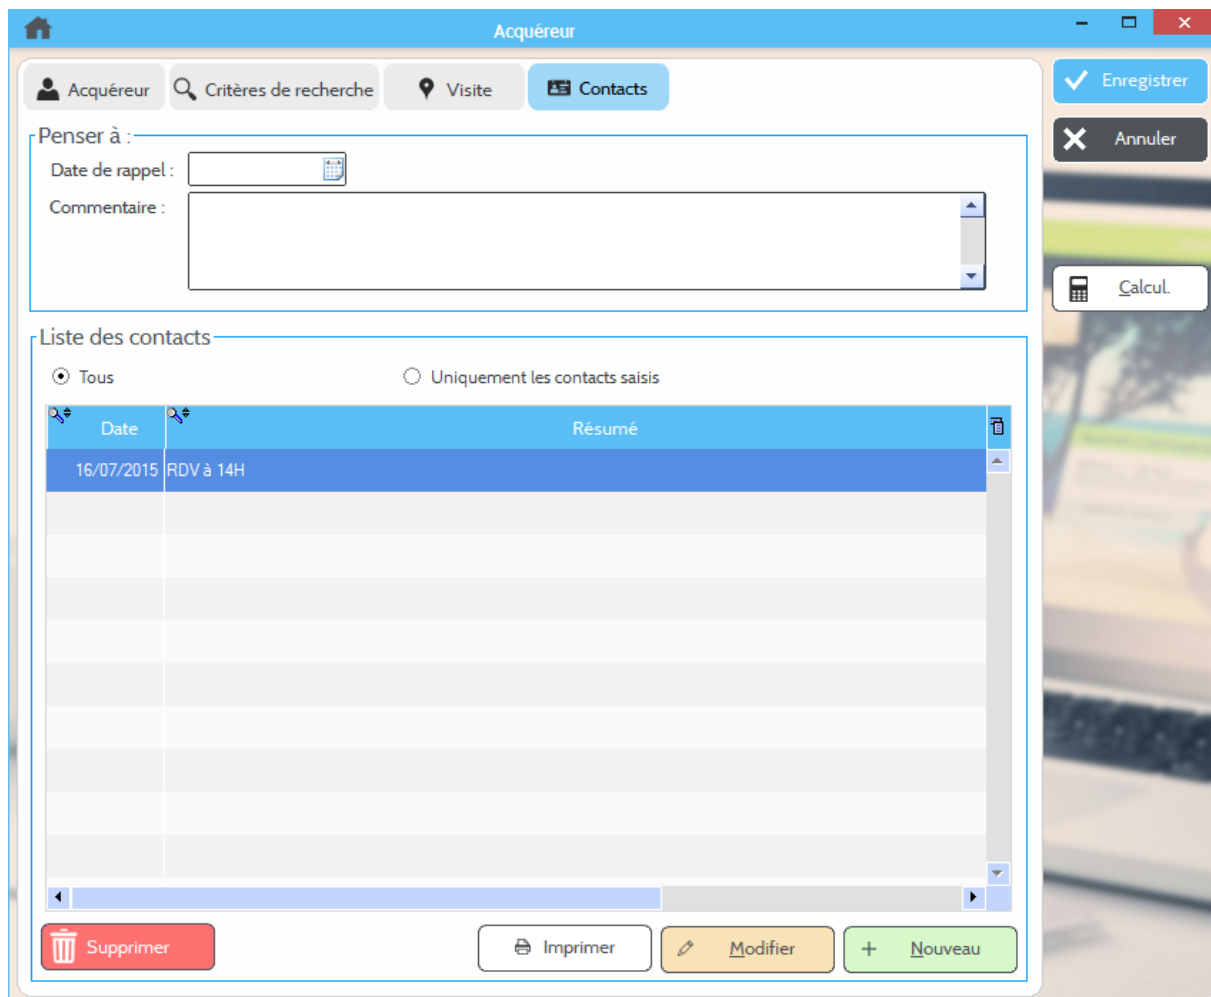 Acquéreur
Acquéreur
Critères de recherche
Visite
Contacts
Enregistrer
Annuler
Calcul.
Penser à :
Date de rappel :
Commentaire :
Liste des contacts
Tous
Uniquement les contacts saisis
Date
Résumé
16/07/2015 RDV à 14H
Supprimer
Imprimer
Modifier
Nouveau